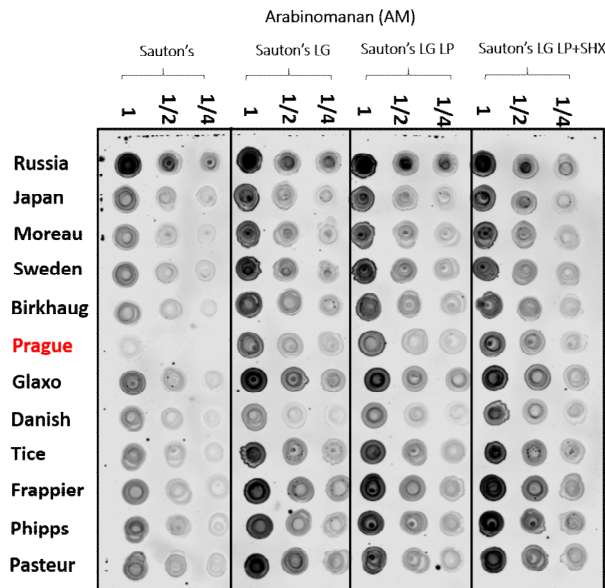 Arabinomanan (AM)
Sauton's Sauton's LG Sauton's LG LP Sauton's LG LP+SHX
1 1/2 1/4 1 1/2 1/4 1 1/2 1/4 1 1/2 1/4
Russia
Japan
Moreau
Sweden
Birkhaug
Prague
Glaxo
Danish
Tice
Frappier
Phipps
Pasteur